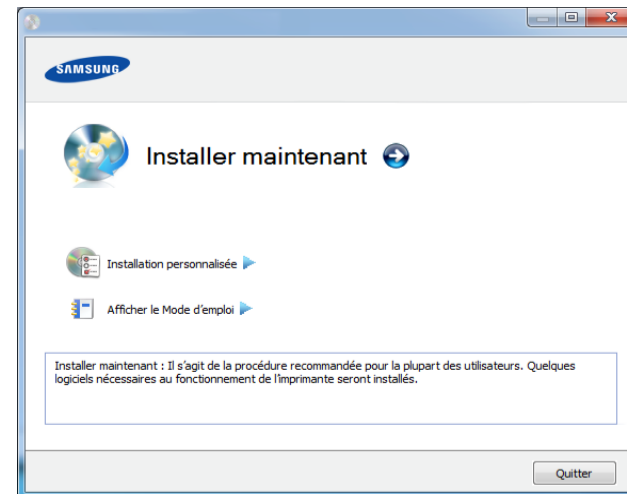 SAMSUNG
Installer maintenant
Installation personnalisée
Afficher le Mode d'emploi
Installer maintenant : Il s'agit de la procédure recommandée pour la plupart des utilisateurs. Quelques
logiciels nécessaires au fonctionnement de l'imprimante seront installés.
Quitter